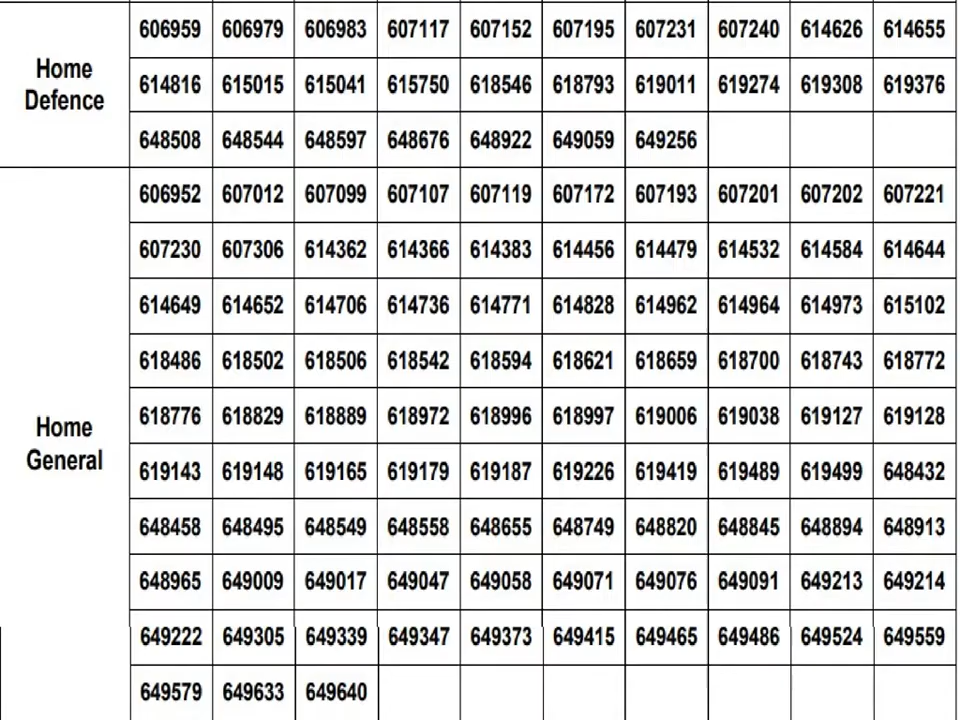 Home Defence
606959 606979 606983 607117 607152 607195 607231 607240 614626 614655
614816 615015 615041 615750 618546 618793 619011 619274 619308 619376
648508 648544 648597 648676 648922 649059 649256
Home General
606952 607012 607099 607107 607119 607172 607193 607201 607202 607221
607230 607306 614362 614366 614383 614456 614479 614532 614584 614644
614649 614652 614706 614736 614771 614828 614962 614964 614973 615102
618486 618502 618506 618542 618594 618621 618659 618700 618743 618772
618776 618829 618889 618972 618996 618997 619006 619038 619127 619128
619143 619148 619165 619179 619187 619226 619419 619489 619499 648432
648458 648495 648549 648558 648655 648749 648820 648845 648894 648913
648965 649009 649017 649047 649058 649071 649076 649091 649213 649214
649222 649305 649339 649347 649373 649415 649465 649486 649524 649559
649579 649633 649640